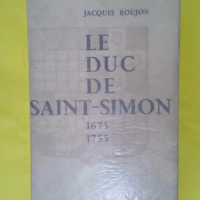 JACQUES ROUJON
LE
DUC
DE
SAINT-SIMON
1675
1755